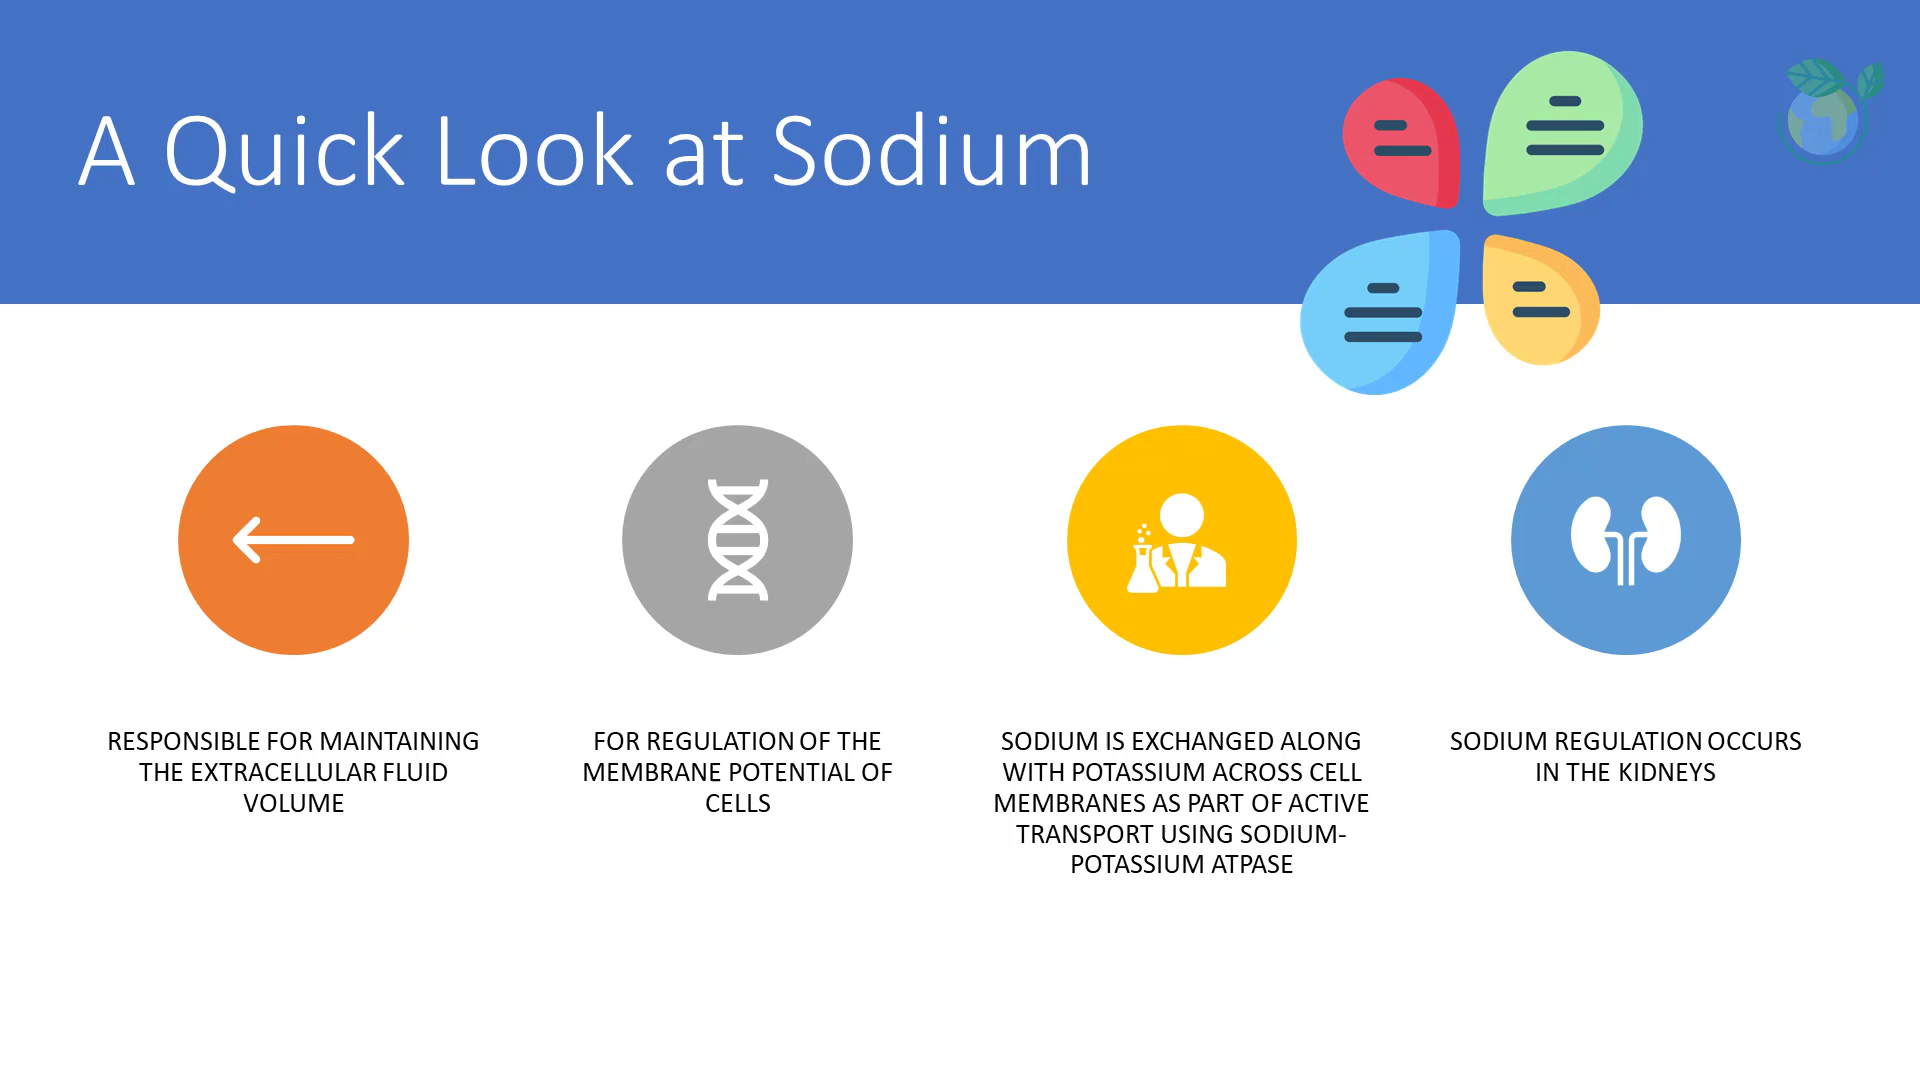 A Quick Look at Sodium
RESPONSIBLE FOR MAINTAINING
THE EXTRACELLULAR FLUID
VOLUME
FOR REGULATION OF THE
MEMBRANE POTENTIAL OF
CELLS
SODIUM IS EXCHANGED ALONG
WITH POTASSIUM ACROSS CELL
MEMBRANES AS PART OF ACTIVE
TRANSPORT USING SODIUM-
POTASSIUM ATPASE
SODIUM REGULATION OCCURS
IN THE KIDNEYS